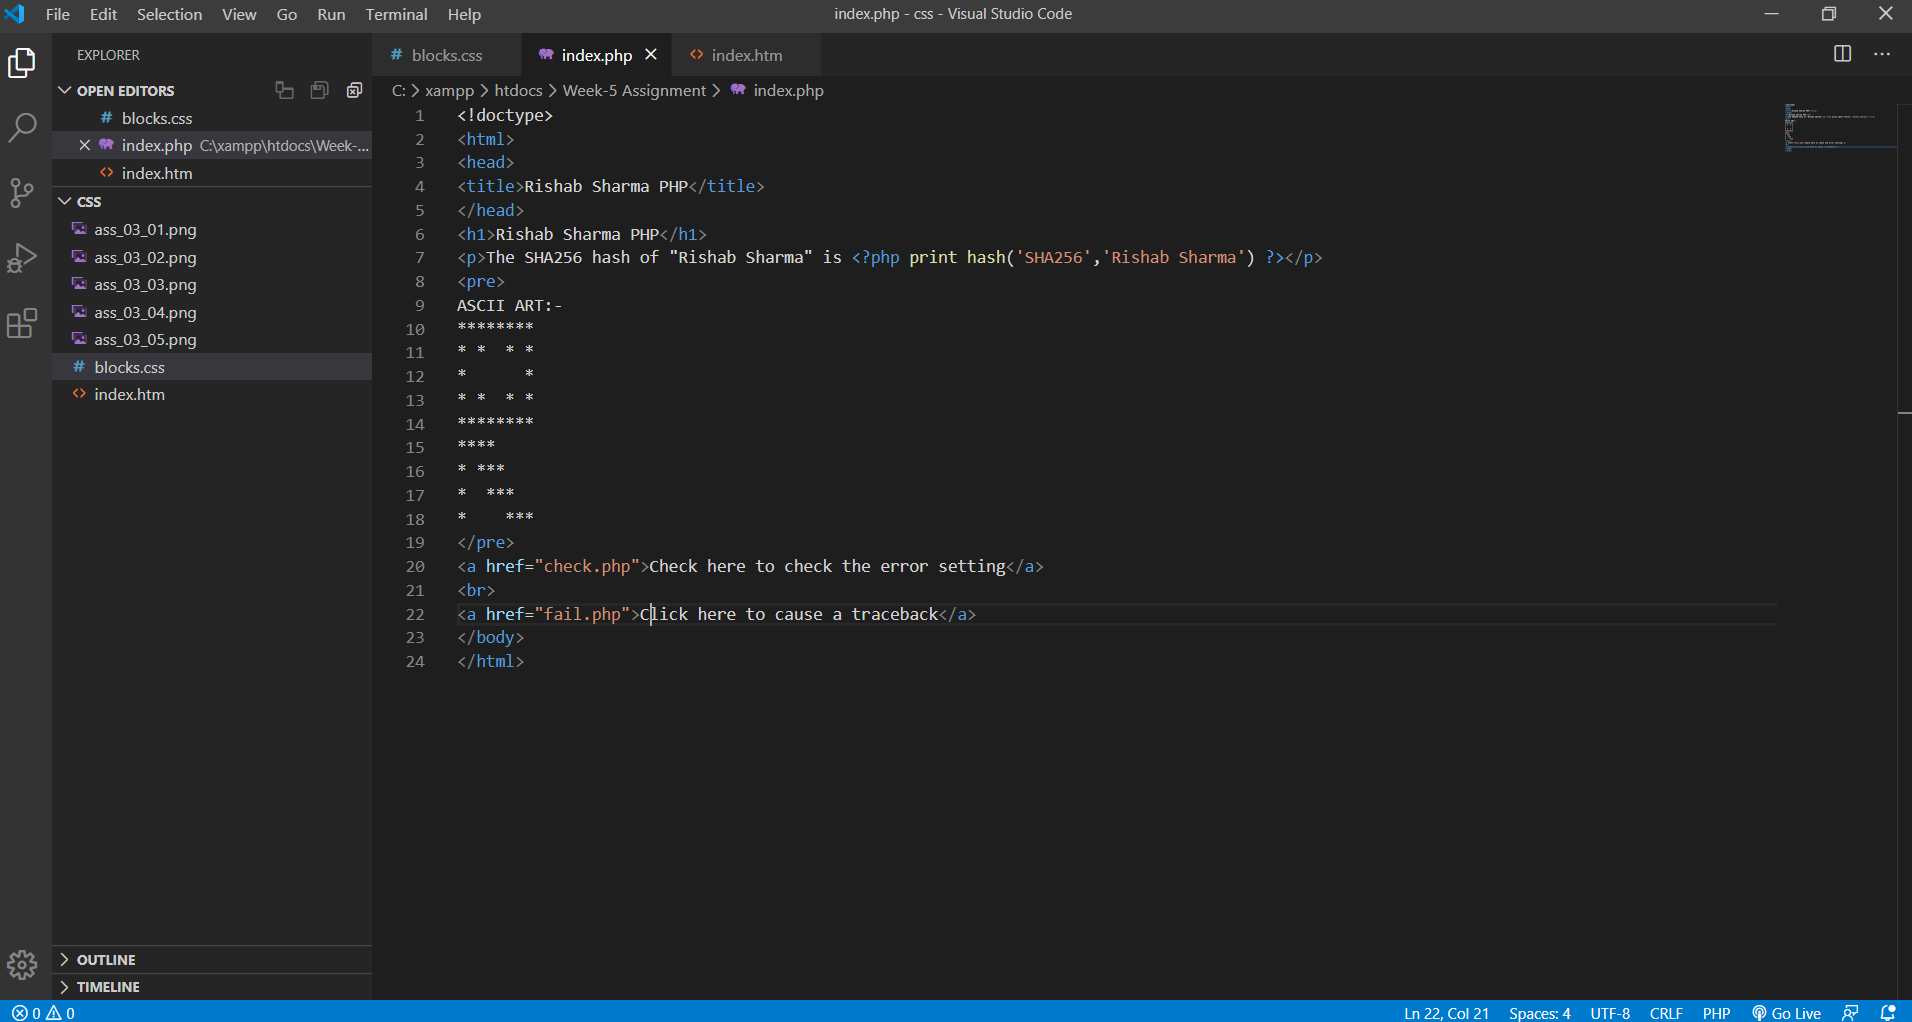 File Edit Selection View Go Run Terminal Help index.php - css - Visual Studio Code
EXPLORER
OPEN EDITORS
# blocks.css
index.php C:\xampp\htdocs\Week-...
<> index.htm
CSS
ass_03_01.png
ass_03_02.png
ass_03_03.png
ass_03_04.png
ass_03_05.png
# blocks.css
<> index.htm
OUTLINE
TIMELINE
# blocks.css index.php <> index.htm
C: > xampp > htdocs > Week-5 Assignment > index.php
1 <!doctype>
2 <html>
3 <head>
4 <title>Rishab Sharma PHP</title>
5 </head>
6 <h1>Rishab Sharma PHP</h1>
7 <p>The SHA256 hash of "Rishab Sharma" is <?php print hash('SHA256','Rishab Sharma') ?></p>
8 <pre>
9 ASCII ART:-
10 ********
11 * *  * *
12 *      *
13 * *  * *
14 ********
15 ****
16 * ***
17 *  ***
18 *    ***
19 </pre>
20 <a href="check.php">Check here to check the error setting</a>
21 <br>
22 <a href="fail.php">Click here to cause a traceback</a>
23 </body>
24 </html>
0 0 Ln 22, Col 21 Spaces: 4 UTF-8 CRLF PHP Go Live